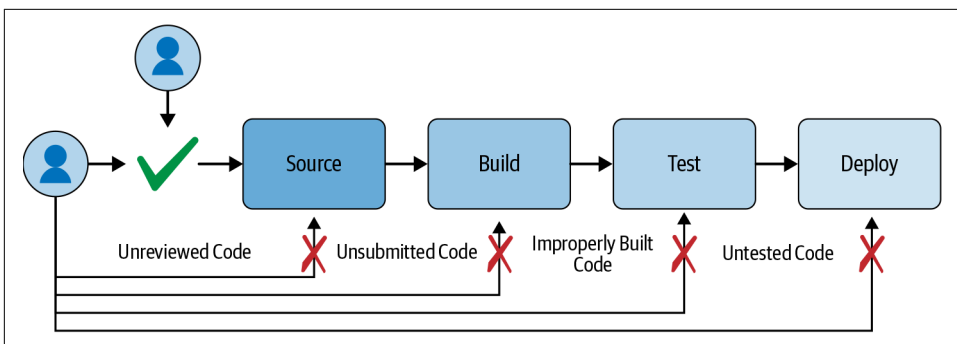 Source
Build
Test
Deploy
Unreviewed Code
Unsubmitted Code
Improperly Built
Code
Untested Code